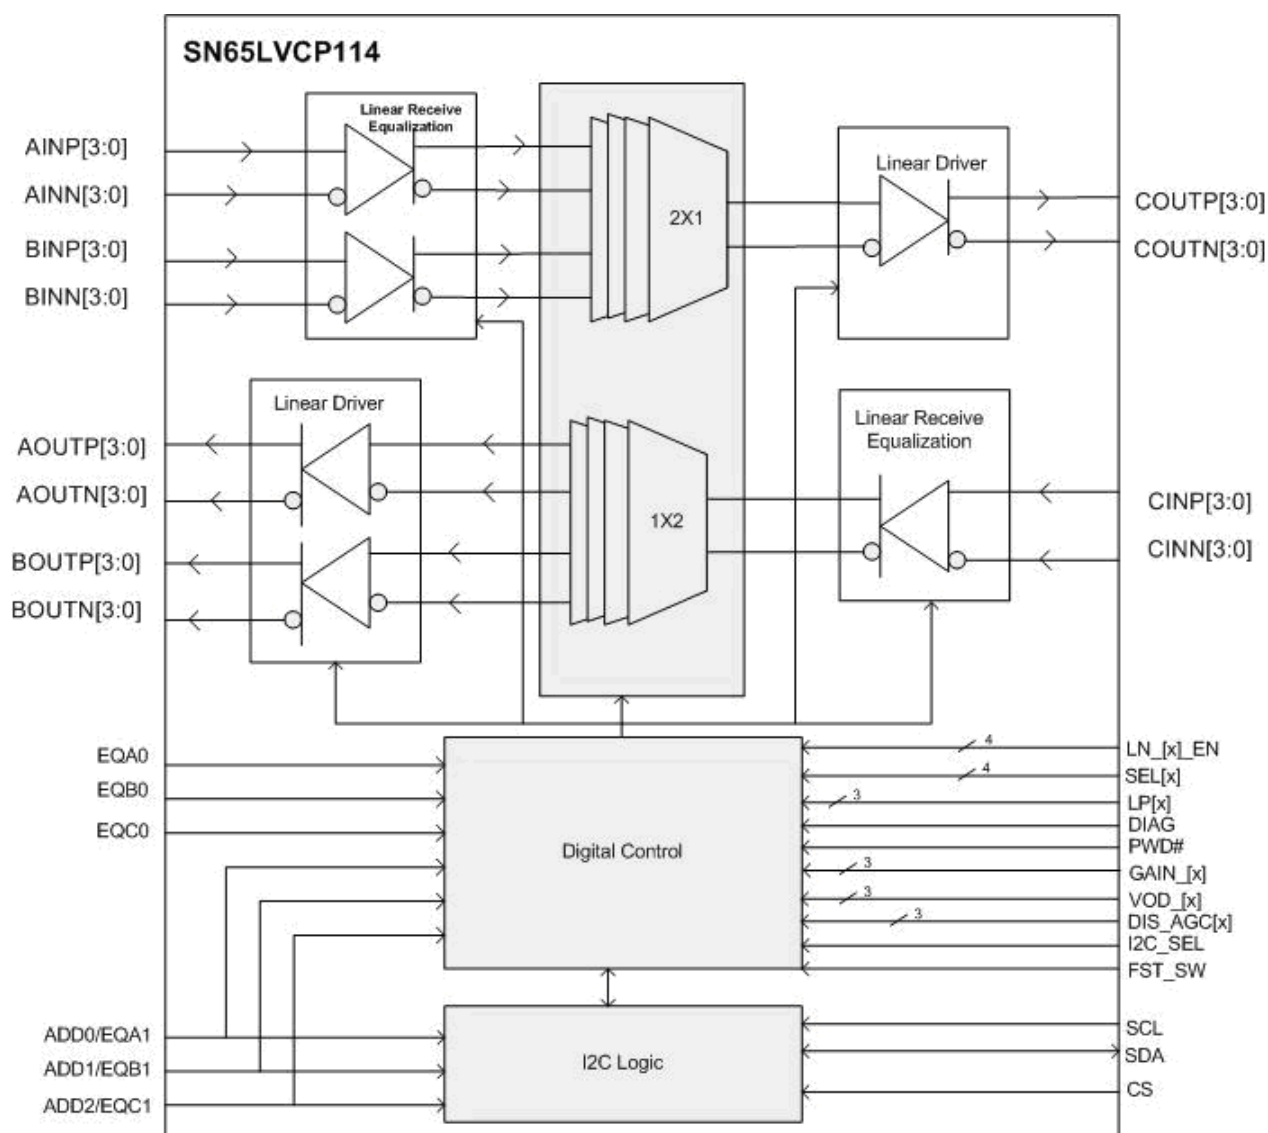 SN65LVCP114
Linear Receive
Equalization
AINP[3:0]
AINN[3:0]
BINP[3:0]
BINN[3:0]
2X1
Linear Driver
COUTP[3:0]
COUTN[3:0]
Linear Driver
AOUTP[3:0]
AOUTN[3:0]
BOUTP[3:0]
BOUTN[3:0]
1X2
Linear Receive
Equalization
CINP[3:0]
CINN[3:0]
EQA0
EQB0
EQC0
Digital Control
4
LN_[x]_EN
4
SEL[x]
3
LP[x]
DIAG
PWD#
3
GAIN_[x]
3
VOD_[x]
3
DIS_AGC[x]
I2C_SEL
FST_SW
ADD0/EQA1
ADD1/EQB1
ADD2/EQC1
I2C Logic
SCL
SDA
CS